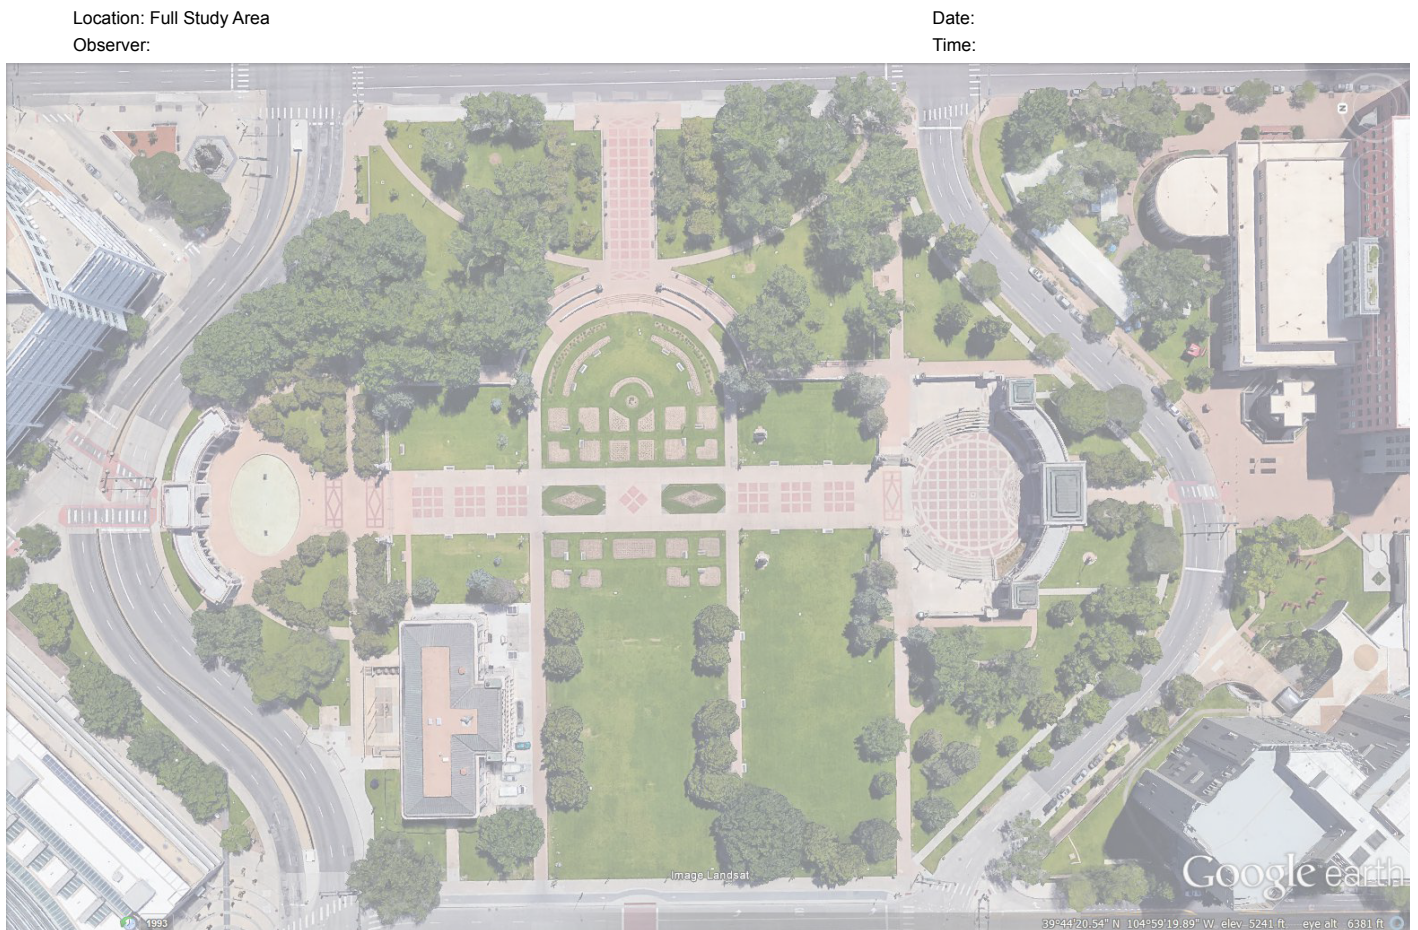 Location: Full Study Area
Date:
Observer:
Time:
N
Image Landsat
Google earth
1993
39°44'20.54" N 104°59'19.89" W elev 5241 ft eye alt 6381 ft